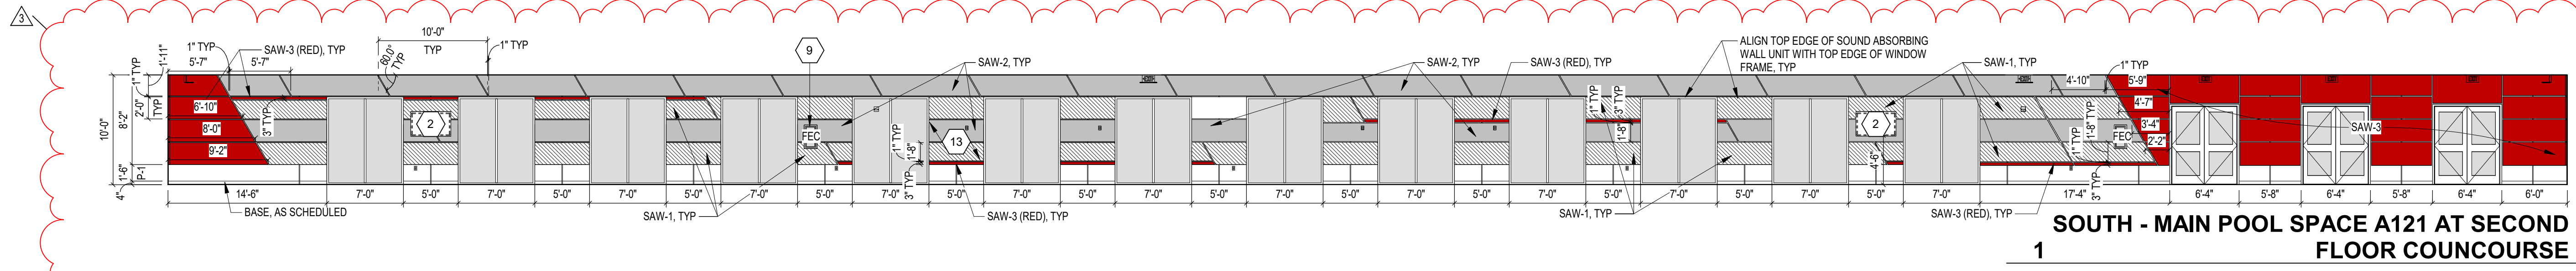 3
1" TYP
SAW-3 (RED), TYP
10'-0"
TYP
1" TYP
60.0°
TYP
9
SAW-2, TYP
SAW-2, TYP
SAW-3 (RED), TYP
ALIGN TOP EDGE OF SOUND ABSORBING
WALL UNIT WITH TOP EDGE OF WINDOW
FRAME, TYP
SAW-1, TYP
1" TYP
1'-11"
5'-7"
5'-7"
4'-10"
5'-9"
1" TYP
2'-0"
TYP
6'-10"
8'-0"
9'-2"
3" TYP
10'-0"
8'-2"
1'-6"
P-1
4"
2
FEC
13
1" TYP
1'-8"
3" TYP
1" TYP
3" TYP
1'-8"
2
4'-6"
1" TYP
1'-8" TYP
3" TYP
FEC
4'-7"
3'-4"
2'-2"
SAW-3
14'-6"
7'-0"
5'-0"
7'-0"
5'-0"
7'-0"
5'-0"
7'-0"
5'-0"
7'-0"
5'-0"
7'-0"
5'-0"
7'-0"
5'-0"
7'-0"
5'-0"
7'-0"
5'-0"
7'-0"
5'-0"
7'-0"
5'-0"
7'-0"
5'-0"
7'-0"
17'-4"
6'-4"
5'-8"
6'-4"
5'-8"
6'-4"
6'-0"
BASE, AS SCHEDULED
SAW-1, TYP
SAW-3 (RED), TYP
SAW-1, TYP
SAW-3 (RED), TYP
SOUTH - MAIN POOL SPACE A121 AT SECOND
1 FLOOR COUNCOURSE